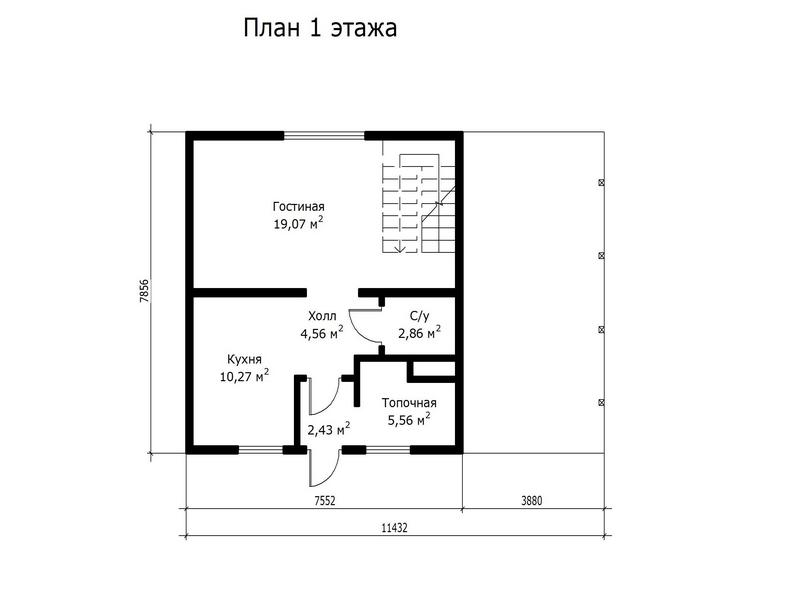 План 1 этажа
Гостиная
19,07 м²
7856
Холл
4,56 м²
С/у
2,86 м²
Кухня
10,27 м²
Топочная
5,56 м²
2,43 м²
7552
3880
11432